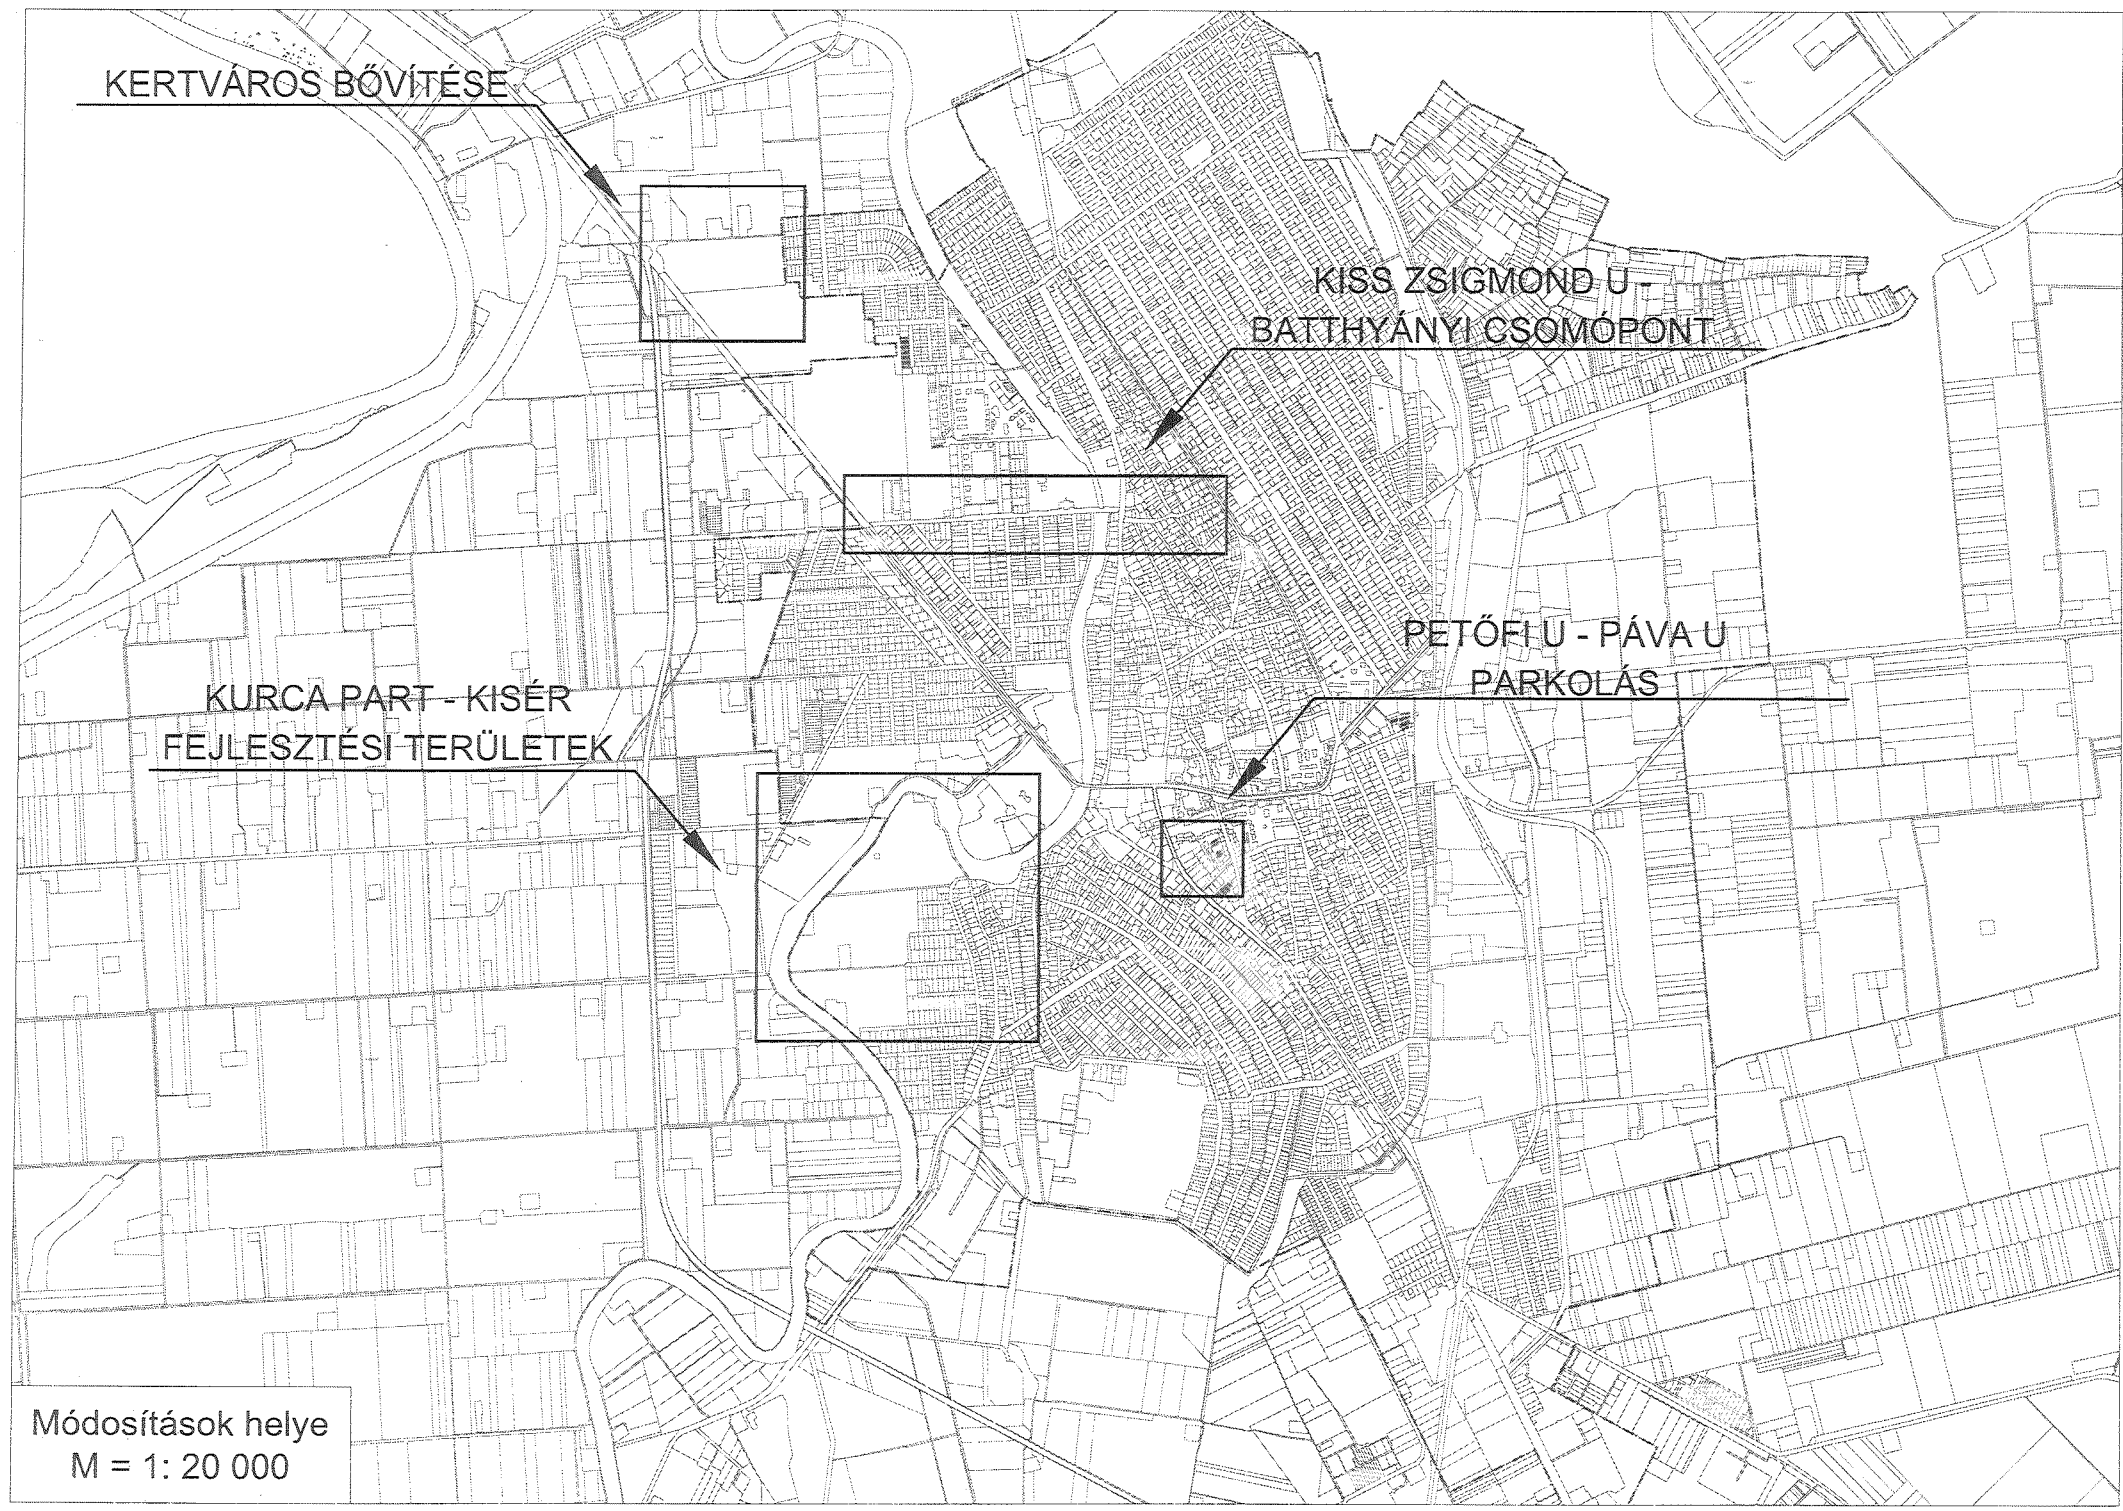 KERTVÁROS BŐVÍTÉSE
KISS ZSIGMOND U -
BATTHYÁNYI CSOMÓPONT
PETŐFI U - PÁVA U
PARKOLÁS
KURCA PART - KISÉR
FEJLESZTÉSI TERÜLETEK
Módosítások helye
M = 1: 20 000